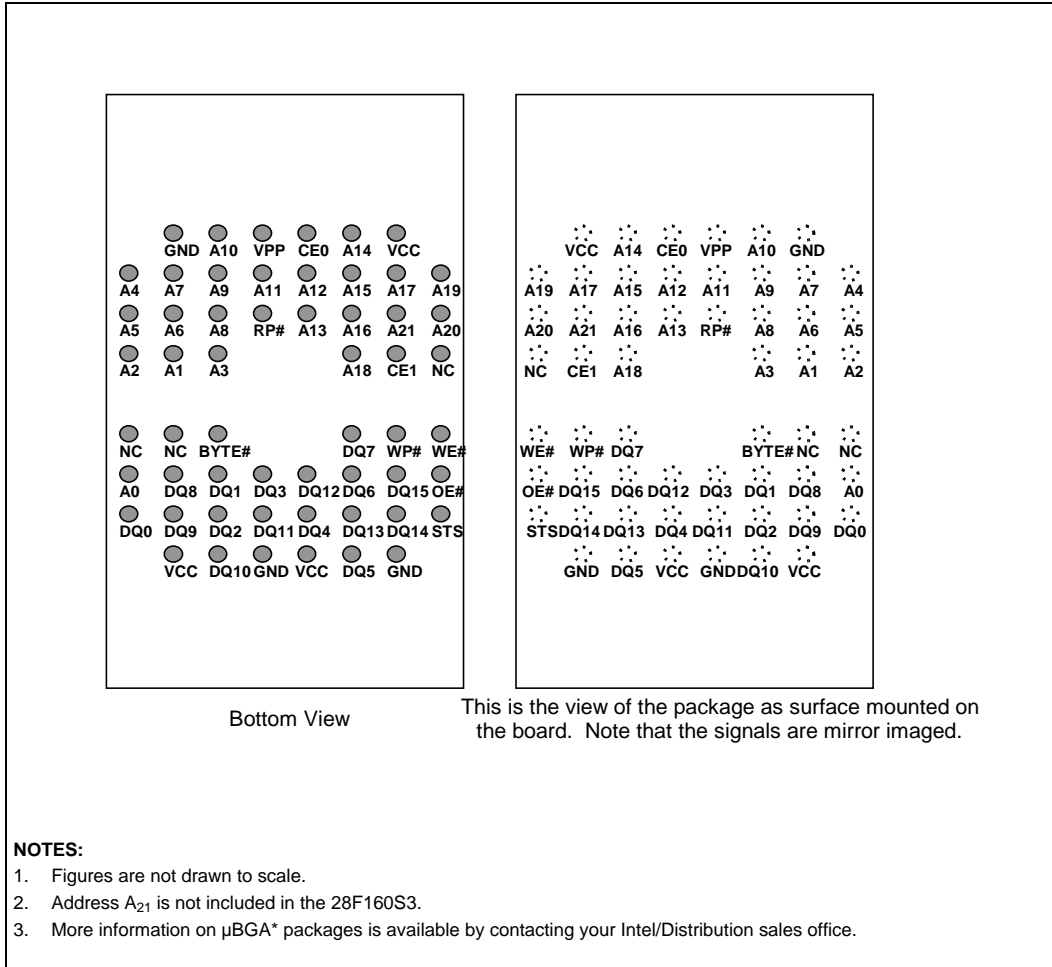 GND A10 VPP CE0 A14 VCC
A4 A7 A9 A11 A12 A15 A17 A19
A5 A6 A8 RP# A13 A16 A21 A20
A2 A1 A3 A18 CE1 NC
NC NC BYTE# DQ7 WP# WE#
A0 DQ8 DQ1 DQ3 DQ12 DQ6 DQ15 OE#
DQ0 DQ9 DQ2 DQ11 DQ4 DQ13 DQ14 STS
VCC DQ10 GND VCC DQ5 GND
Bottom View
VCC A14 CE0 VPP A10 GND
A19 A17 A15 A12 A11 A9 A7 A4
A20 A21 A16 A13 RP# A8 A6 A5
NC CE1 A18 A3 A1 A2
WE# WP# DQ7 BYTE# NC NC
OE# DQ15 DQ6 DQ12 DQ3 DQ1 DQ8 A0
STS DQ14 DQ13 DQ4 DQ11 DQ2 DQ9 DQ0
GND DQ5 VCC GND DQ10 VCC
This is the view of the package as surface mounted on
the board. Note that the signals are mirror imaged.
NOTES:
1. Figures are not drawn to scale.
2. Address A21 is not included in the 28F160S3.
3. More information on µBGA* packages is available by contacting your Intel/Distribution sales office.